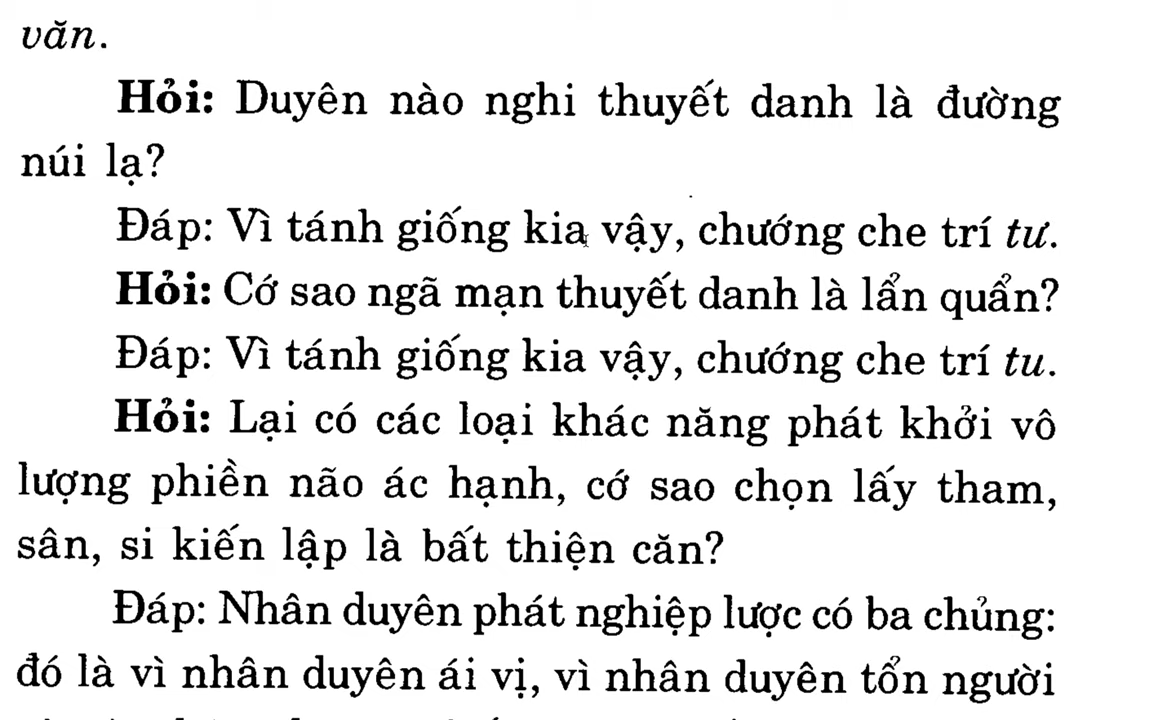 văn.
Hỏi: Duyên nào nghi thuyết danh là đường
núi lạ?
Đáp: Vì tánh giống kia vậy, chướng che trí tư.
Hỏi: Cớ sao ngã mạn thuyết danh là lẩn quẩn?
Đáp: Vì tánh giống kia vậy, chướng che trí tu.
Hỏi: Lại có các loại khác năng phát khởi vô
lượng phiền não ác hạnh, cớ sao chọn lấy tham,
sân, si kiến lập là bất thiện căn?
Đáp: Nhân duyên phát nghiệp lược có ba chủng:
đó là vì nhân duyên ái vị, vì nhân duyên tổn người